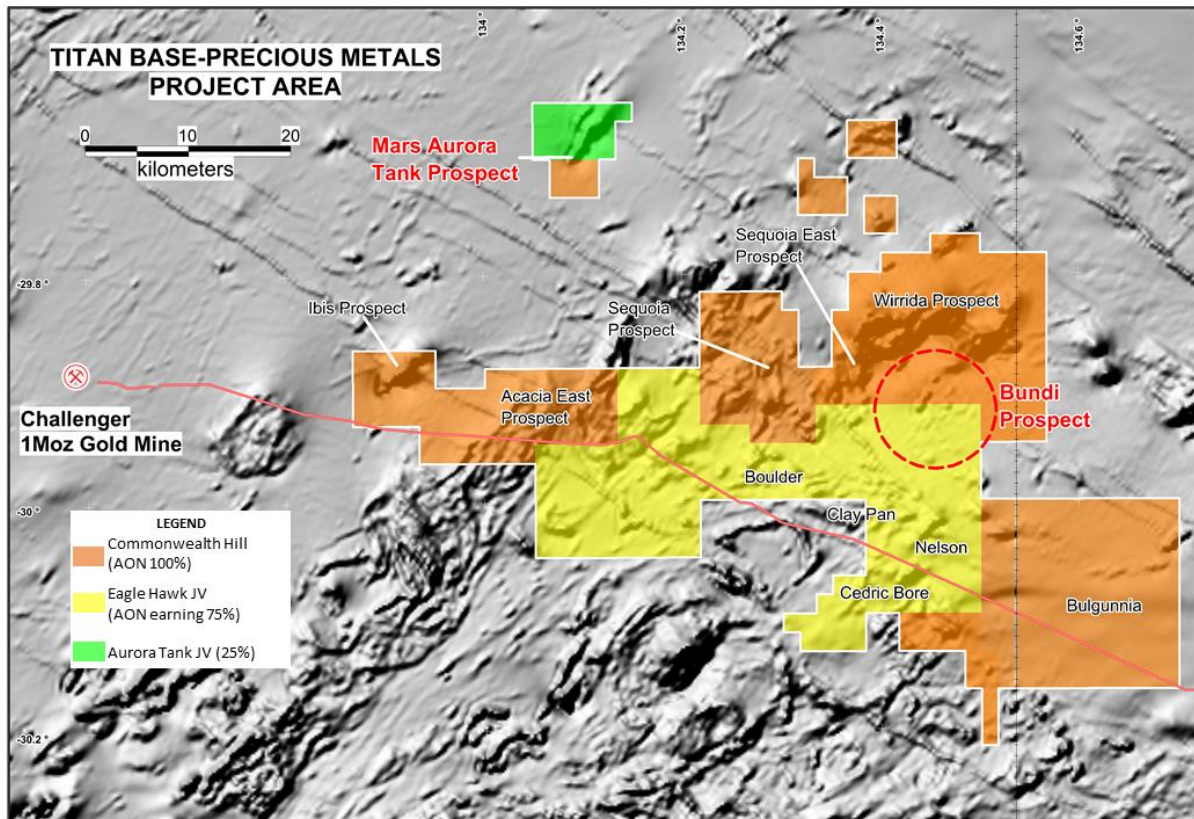 TITAN BASE-PRECIOUS METALS
PROJECT AREA
0 10 20
kilometers
134 °
134.2 °
134.4 °
134.6 °
Mars Aurora
Tank Prospect
Sequoia East
Prospect
-29.8 °
Ibis Prospect
Sequoia
Prospect
Wirrida Prospect
Challenger
1Moz Gold Mine
Acacia East
Prospect
Bundi
Prospect
Boulder
-30 °
Clay Pan
Nelson
Cedric Bore
Bulgunnia
LEGEND
Commonwealth Hill
(AON 100%)
Eagle Hawk JV
(AON earning 75%)
Aurora Tank JV (25%)
-30.2 °